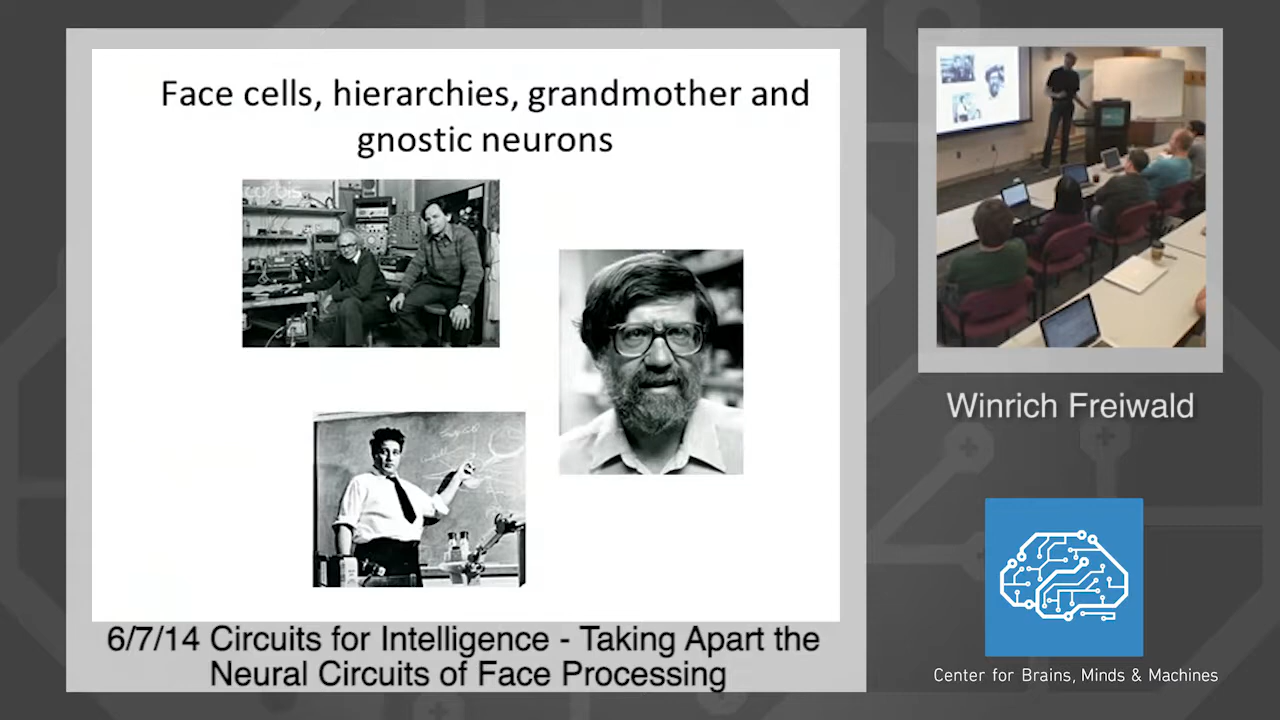 Face cells, hierarchies, grandmother and
gnostic neurons
corbis
Winrich Freiwald
6/7/14 Circuits for Intelligence - Taking Apart the
Neural Circuits of Face Processing
Center for Brains, Minds & Machines